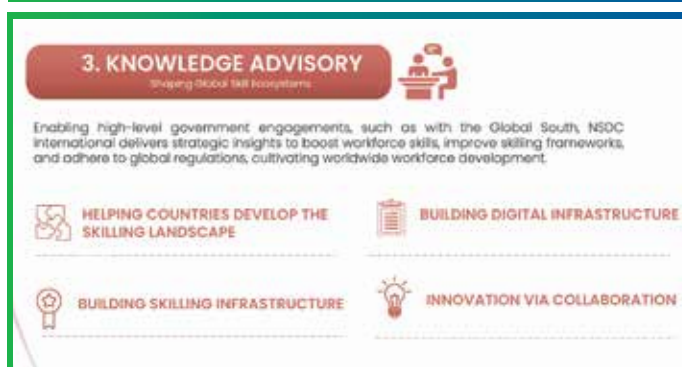 3. KNOWLEDGE ADVISORY
Shaping Global Skill Ecosystems
Enabling high-level government engagements, such as with the Global South, NSDC
International delivers strategic insights to boost workforce skills, improve skilling frameworks,
and adhere to global regulations, cultivating worldwide workforce development.
HELPING COUNTRIES DEVELOP THE
SKILLING LANDSCAPE
BUILDING DIGITAL INFRASTRUCTURE
BUILDING SKILLING INFRASTRUCTURE
INNOVATION VIA COLLABORATION